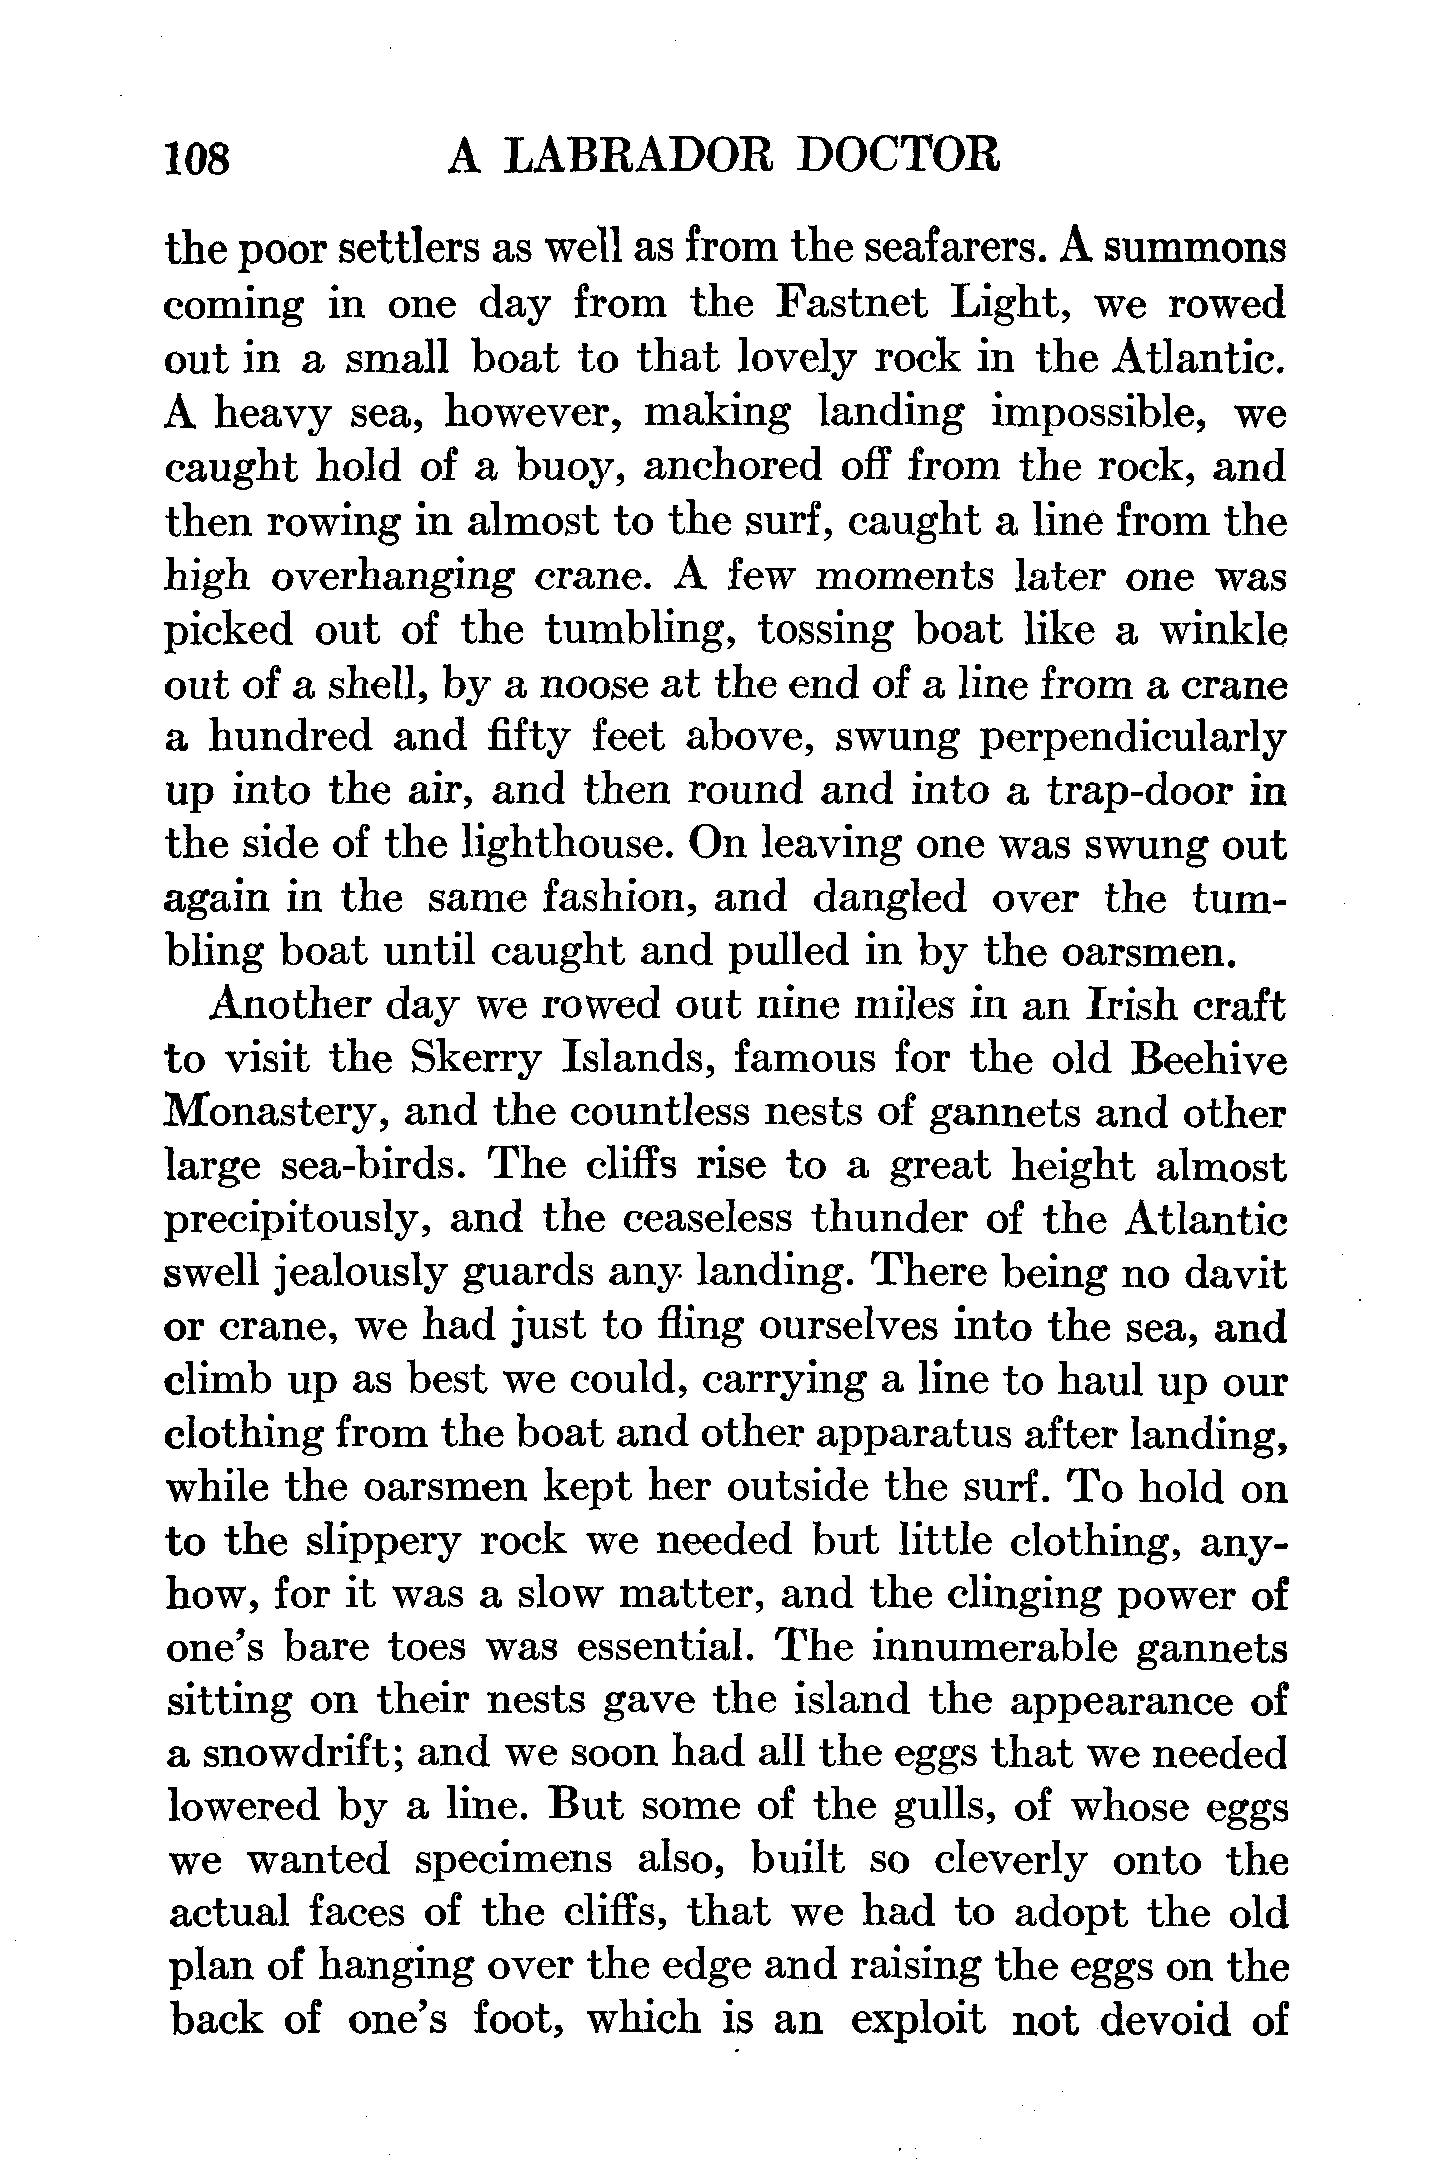 108 A LABRADOR DOCTOR
the poor settlers as well as from the seafarers. A summons
coming in one day from the Fastnet Light, we rowed
out in a small boat to that lovely rock in the Atlantic.
A heavy sea, however, making landing impossible, we
caught hold of a buoy, anchored off from the rock, and
then rowing in almost to the surf, caught a line from the
high overhanging crane. A few moments later one was
picked out of the tumbling, tossing boat like a winkle
out of a shell, by a noose at the end of a line from a crane
a hundred and fifty feet above, swung perpendicularly
up into the air, and then round and into a trap-door in
the side of the lighthouse. On leaving one was swung out
again in the same fashion, and dangled over the tum-
bling boat until caught and pulled in by the oarsmen.
Another day we rowed out nine miles in an Irish craft
to visit the Skerry Islands, famous for the old Beehive
Monastery, and the countless nests of gannets and other
large sea-birds. The cliffs rise to a great height almost
precipitously, and the ceaseless thunder of the Atlantic
swell jealously guards any landing. There being no davit
or crane, we had just to fling ourselves into the sea, and
climb up as best we could, carrying a line to haul up our
clothing from the boat and other apparatus after landing,
while the oarsmen kept her outside the surf. To hold on
to the slippery rock we needed but little clothing, any-
how, for it was a slow matter, and the clinging power of
one's bare toes was essential. The innumerable gannets
sitting on their nests gave the island the appearance of
a snowdrift; and we soon had all the eggs that we needed
lowered by a line. But some of the gulls, of whose eggs
we wanted specimens also, built so cleverly onto the
actual faces of the cliffs, that we had to adopt the old
plan of hanging over the edge and raising the eggs on the
back of one's foot, which is an exploit not devoid of